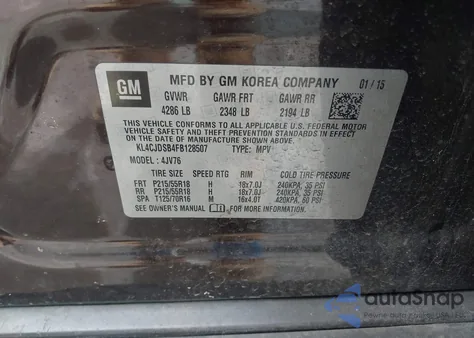 GM MFD BY GM KOREA COMPANY 01/15
GVWR GAWR FRT GAWR RR
4286 LB 2348 LB 2194 LB
THIS VEHICLE CONFORMS TO ALL APPLICABLE U.S. FEDERAL MOTOR
VEHICLE SAFETY, BUMPER, AND THEFT PREVENTION STANDARDS IN
EFFECT ON THE DATE OF MANUFACTURE SHOWN ABOVE.
KL4CJDSB4FB128507 TYPE: MPV
MODEL: 4JV76
TIRE SIZE SPEED RTG RIM COLD TIRE PRESSURE
FRT P215/55R18 H 18x7.0J 240KPA, 35 PSI
RR P215/55R18 H 18x7.0J 240KPA, 35 PSI
SPA T125/70R16 M 16x4.0T 420KPA, 60 PSI
SEE OWNER'S MANUAL FOR MORE INFORMATION.
autoSnap